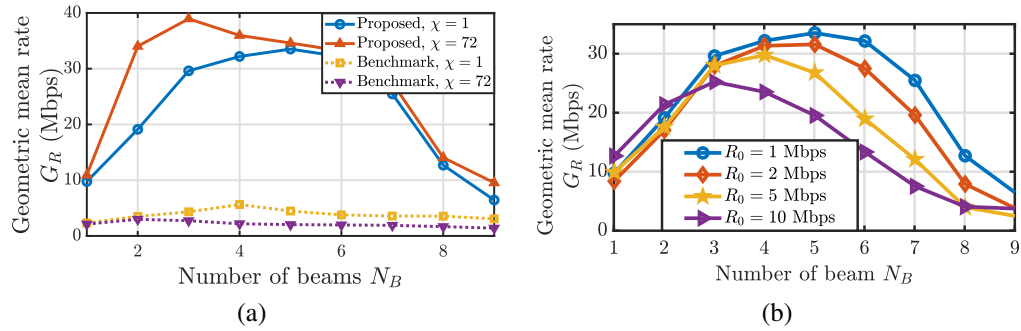 Geometric mean rate
G_R (Mbps)
40
30
20
10
0
Proposed, χ = 1
Proposed, χ = 72
Benchmark, χ = 1
Benchmark, χ = 72
2
4
6
8
Number of beams N_B
(a)
Geometric mean rate
G_R (Mbps)
30
20
10
0
R_0 = 1 Mbps
R_0 = 2 Mbps
R_0 = 5 Mbps
R_0 = 10 Mbps
1 2 3 4 5 6 7 8 9
Number of beam N_B
(b)